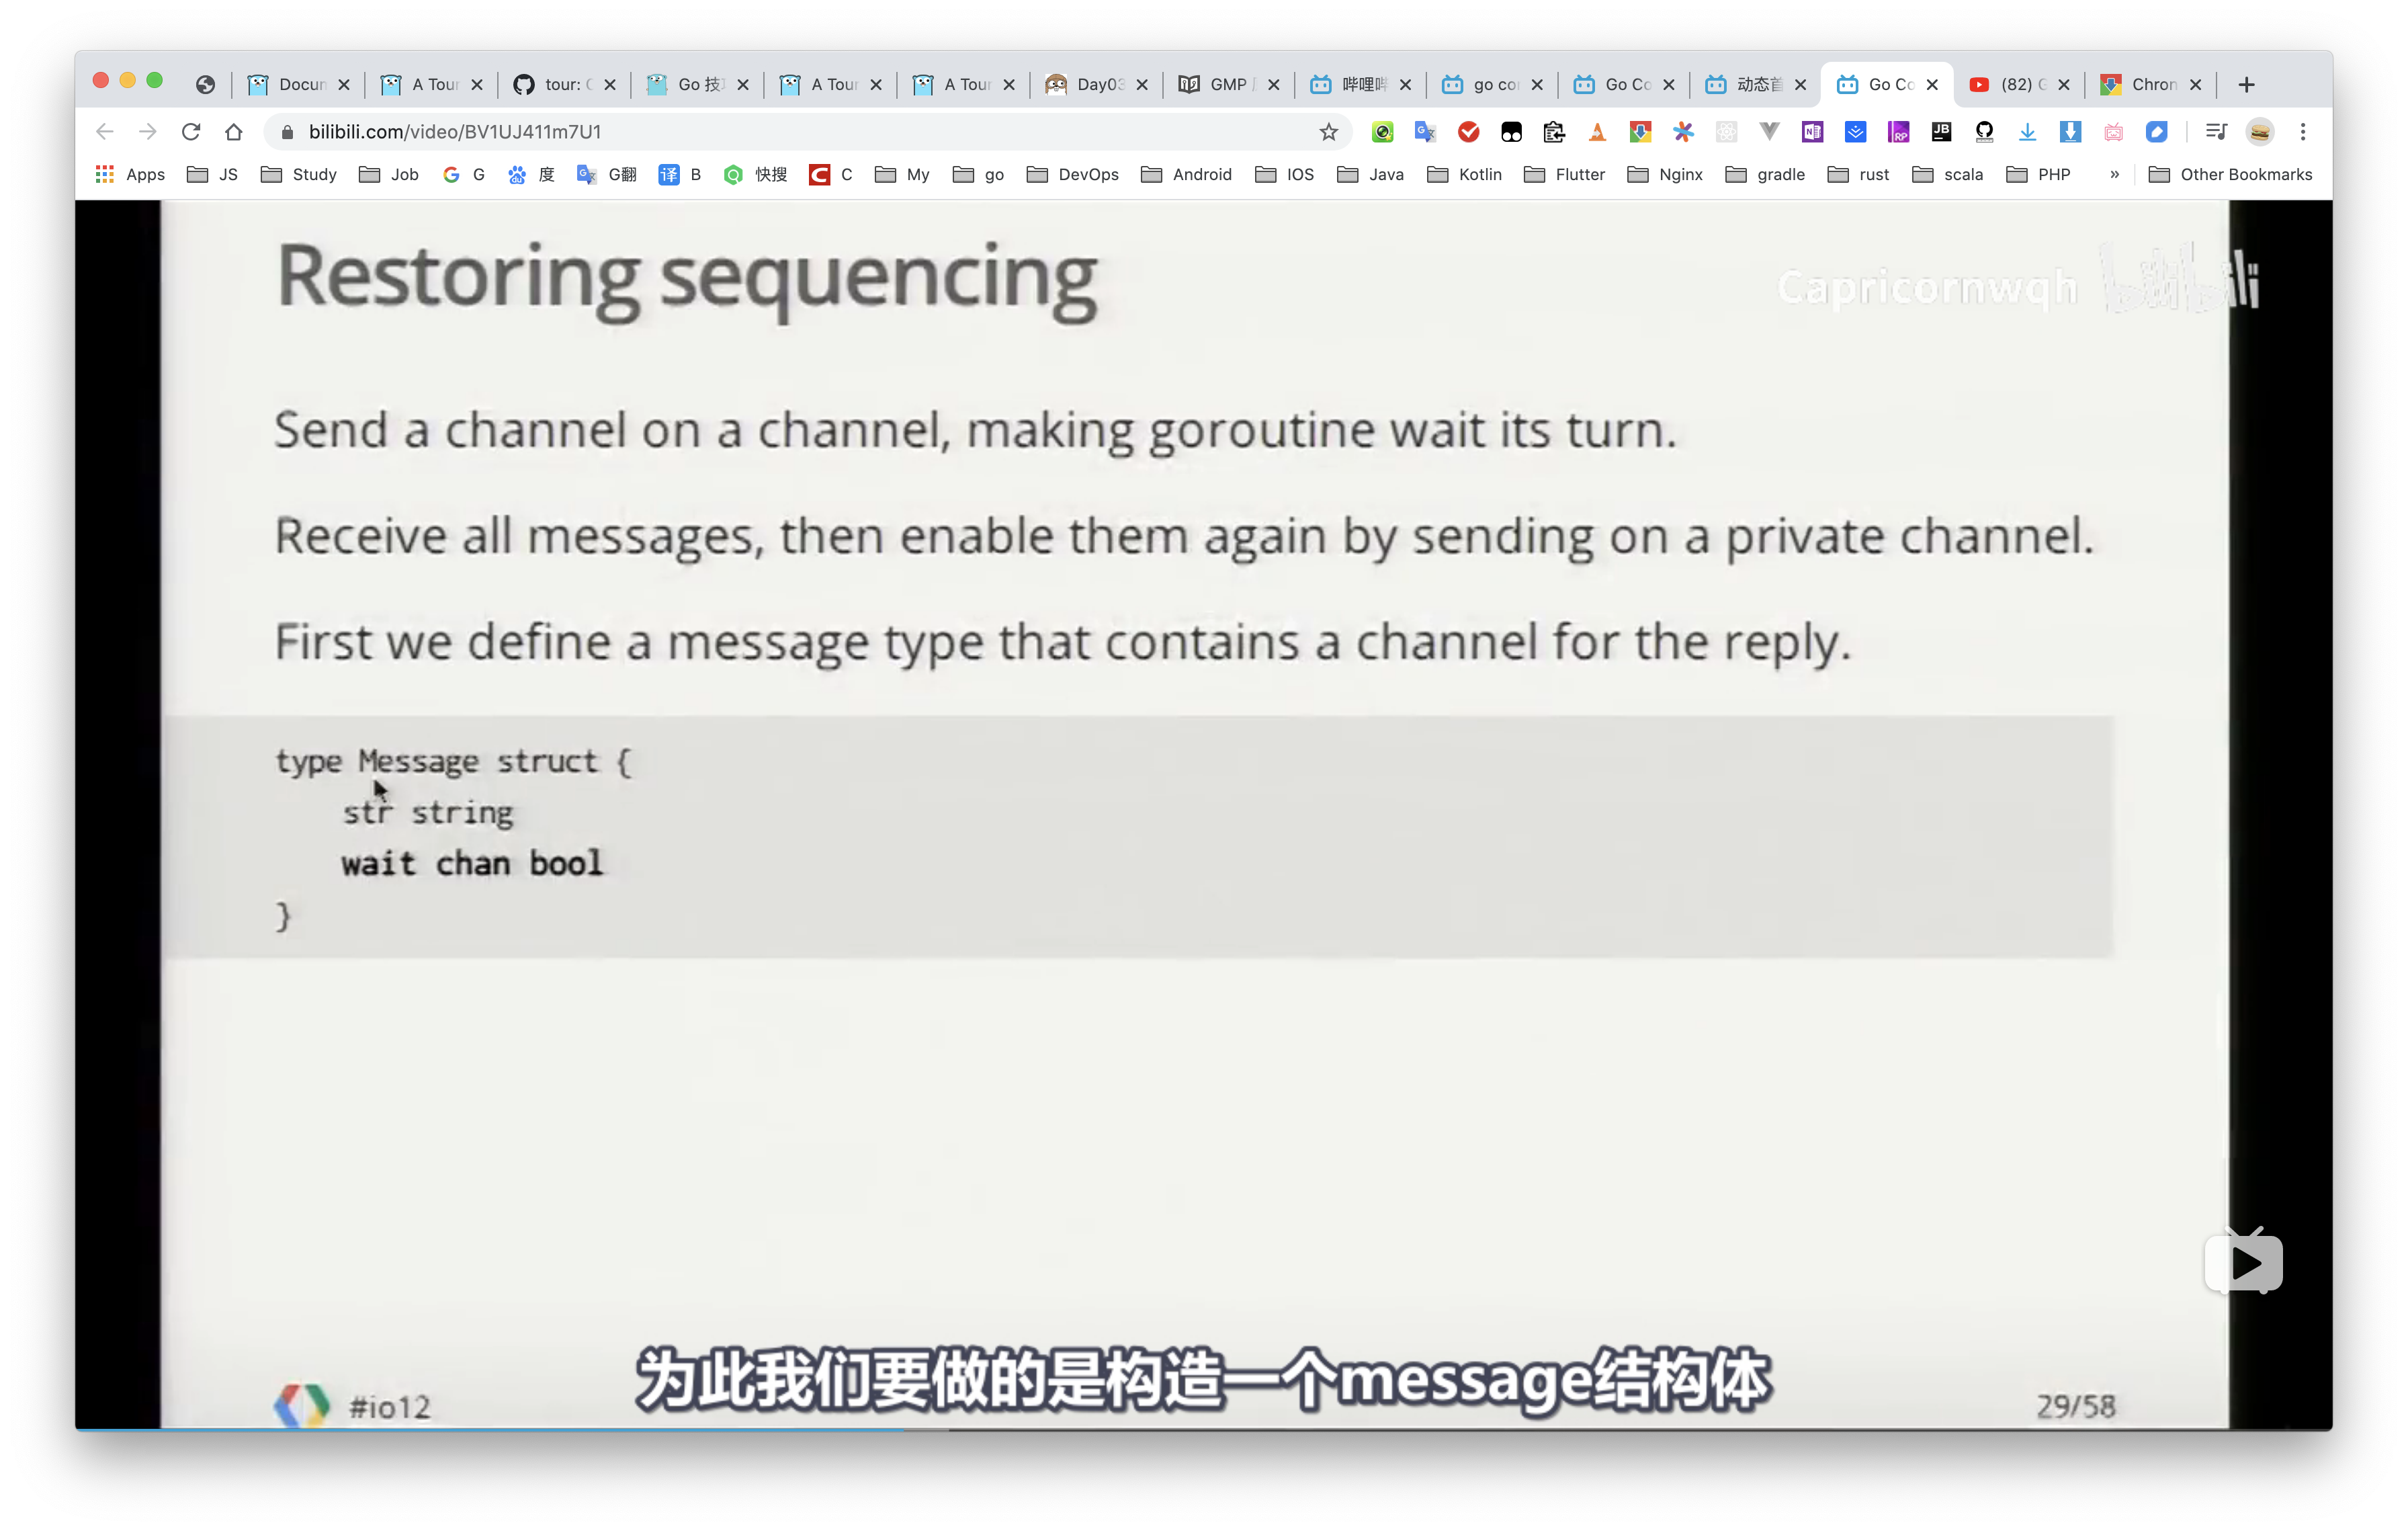 Docun
A Tour
tour: C
Go 技
A Tour
A Tour
Day03
GMP
哔哩哔
go con
Go Co
动态首
Go Co
(82) G
Chron
bilibili.com/video/BV1UJ411m7U1
Apps
JS
Study
Job
G
度
G翻
B
快搜
C
My
go
DevOps
Android
IOS
Java
Kotlin
Flutter
Nginx
gradle
rust
scala
PHP
»
Other Bookmarks
Restoring sequencing
Capricornwqh bilibili
Send a channel on a channel, making goroutine wait its turn.
Receive all messages, then enable them again by sending on a private channel.
First we define a message type that contains a channel for the reply.
type Message struct {
str string
wait chan bool
}
为此我们要做的是构造一个message结构体
#io12
29/58